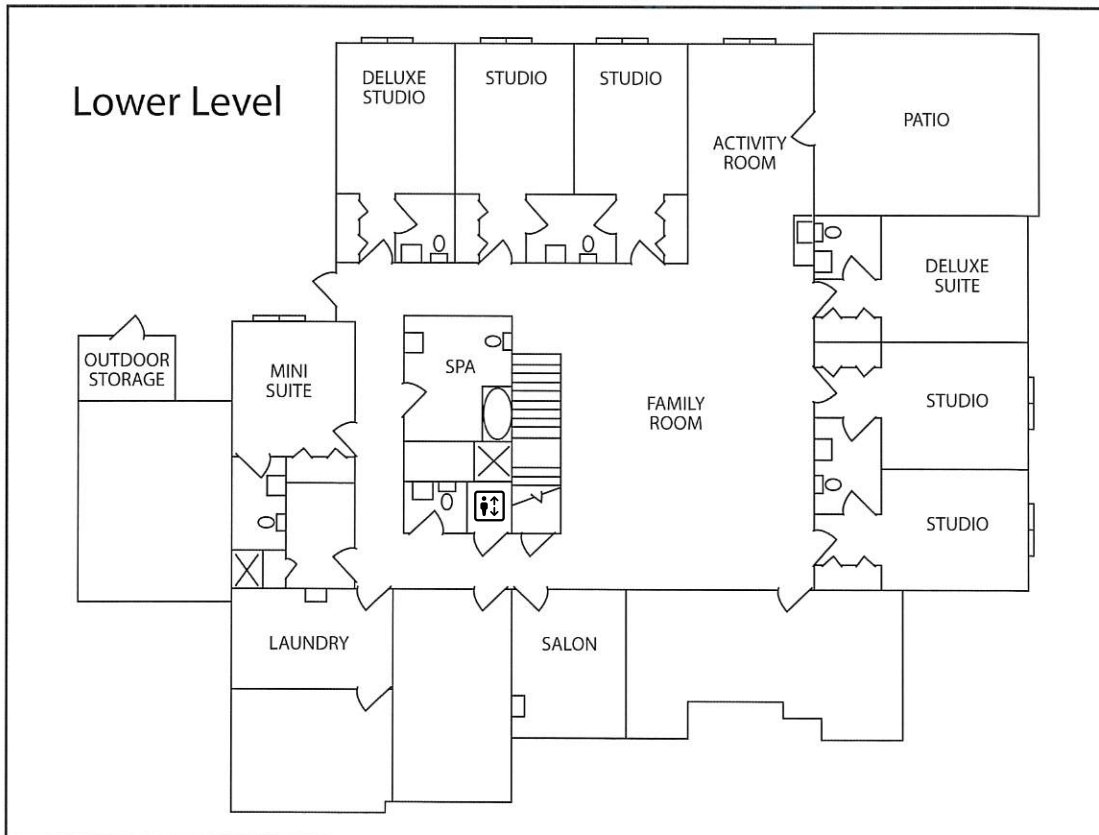 Lower Level
DELUXE
STUDIO
STUDIO
STUDIO
ACTIVITY
ROOM
PATIO
DELUXE
SUITE
OUTDOOR
STORAGE
MINI
SUITE
SPA
FAMILY
ROOM
STUDIO
STUDIO
LAUNDRY
SALON